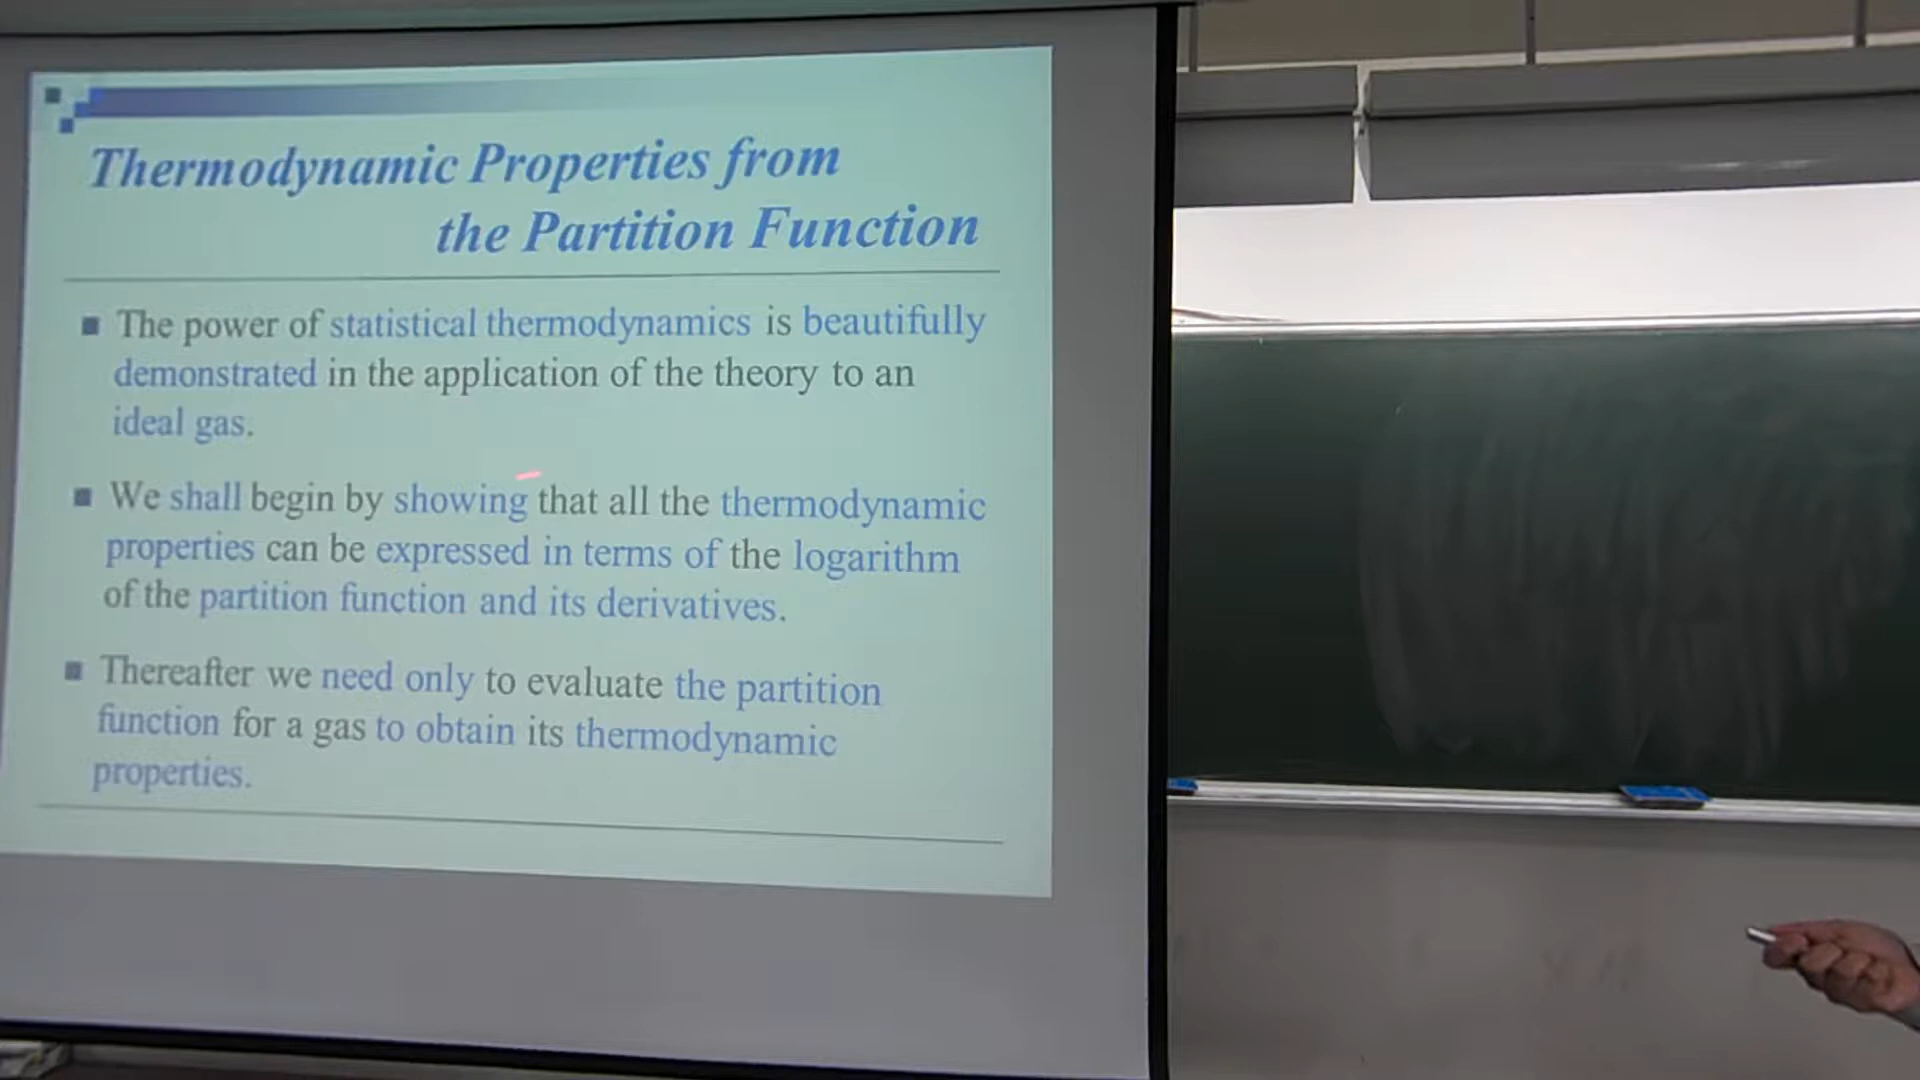 Thermodynamic Properties from
the Partition Function
The power of statistical thermodynamics is beautifully
demonstrated in the application of the theory to an
ideal gas.
We shall begin by showing that all the thermodynamic
properties can be expressed in terms of the logarithm
of the partition function and its derivatives.
Thereafter we need only to evaluate the partition
function for a gas to obtain its thermodynamic
properties.